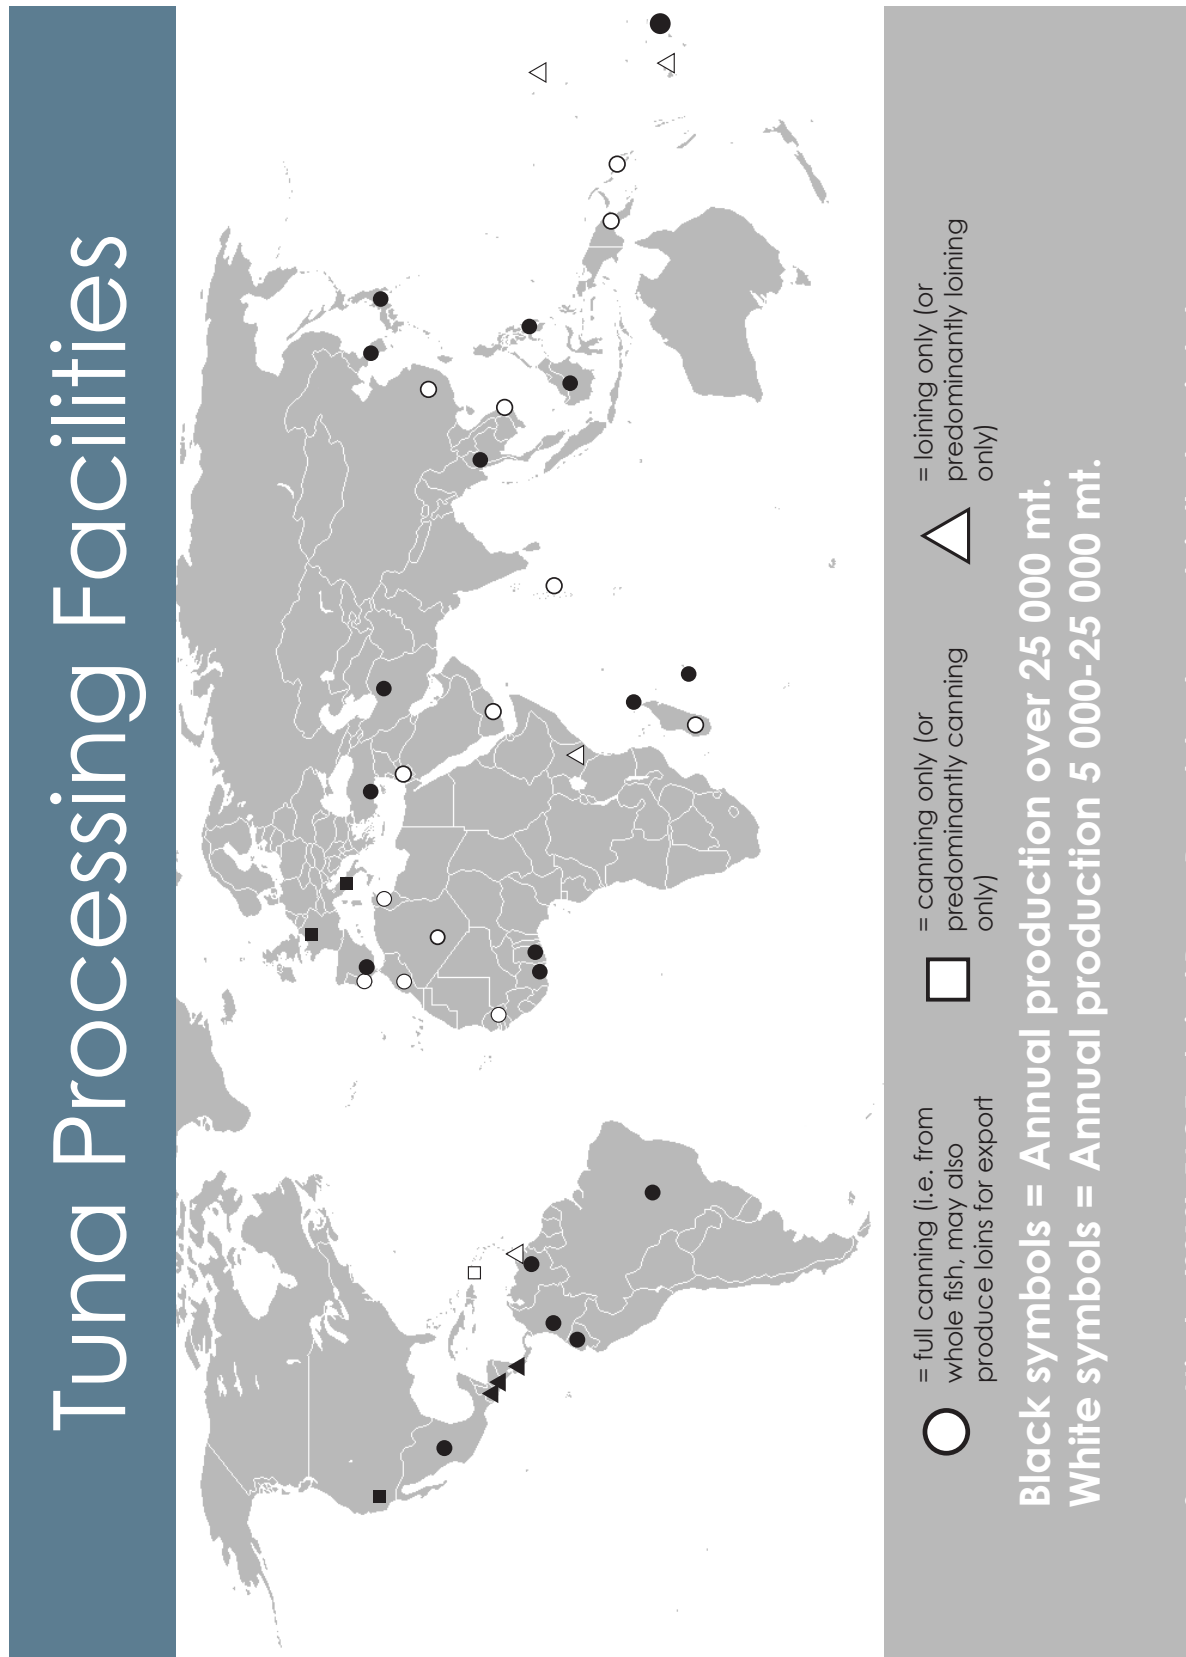 Tuna Processing Facilities
= full canning (i.e. from
whole fish, may also
produce loins for export
= canning only (or
predominantly canning
only)
= loining only (or
predominantly loining
only)
Black symbols = Annual production over 25 000 mt.
White symbols = Annual production 5 000-25 000 mt.